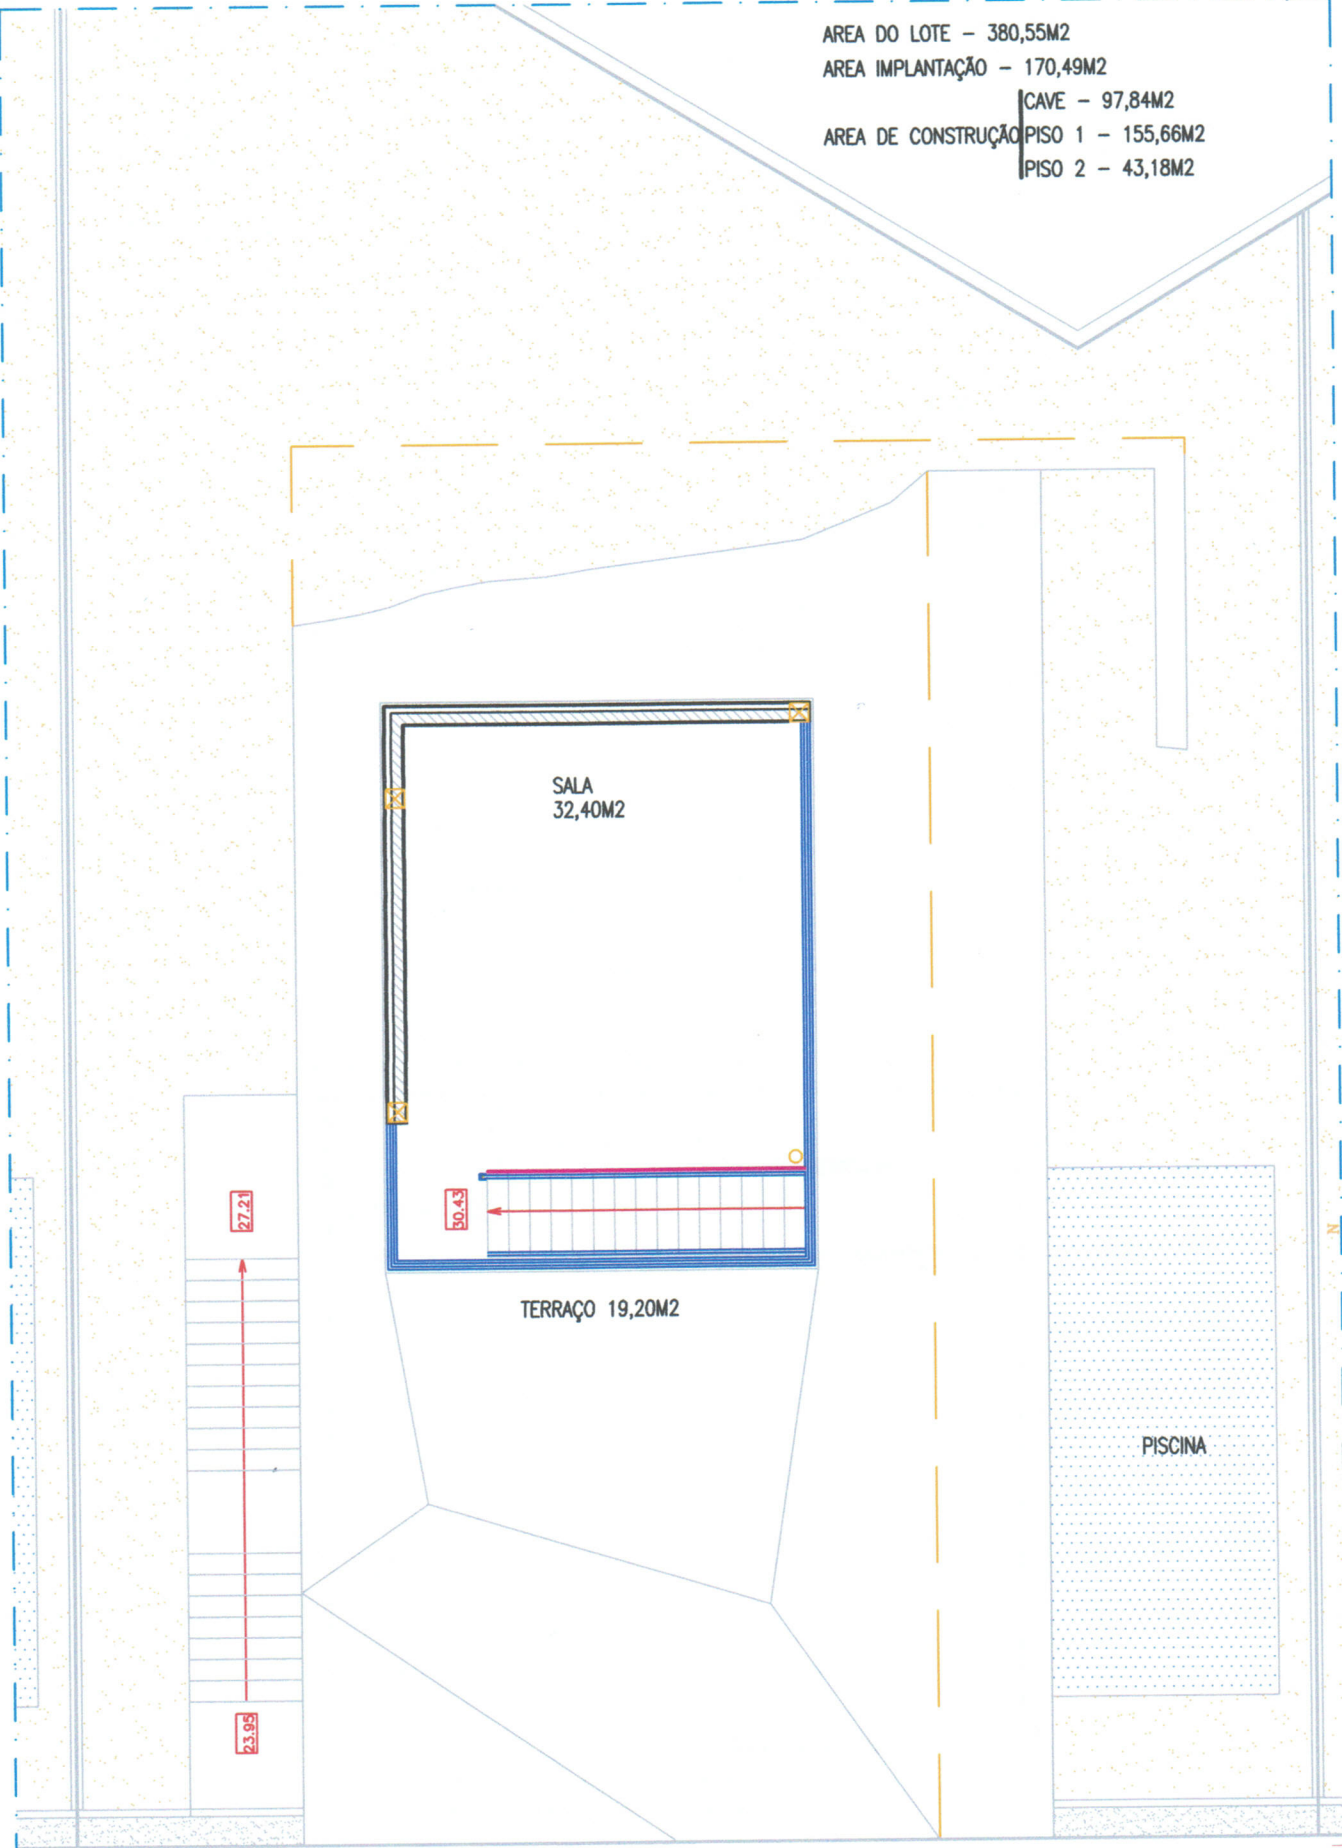 AREA DO LOTE – 380,55M2
AREA IMPLANTAÇÃO – 170,49M2
CAVE – 97,84M2
AREA DE CONSTRUÇÃO PISO 1 – 155,66M2
PISO 2 – 43,18M2
SALA
32,40M2
27.21
30.43
N
TERRAÇO 19,20M2
PISCINA
23.95